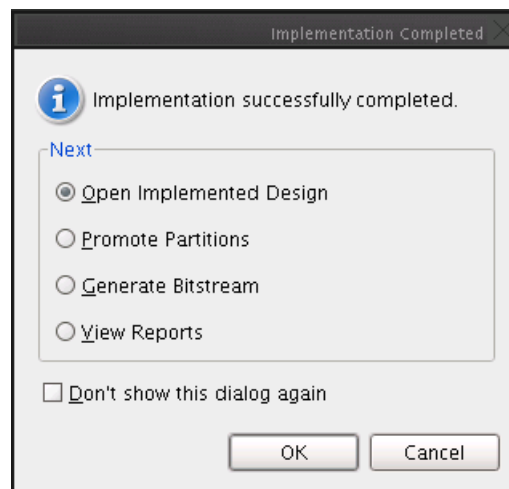 Implementation Completed
Implementation successfully completed.
Next
Open Implemented Design
Promote Partitions
Generate Bitstream
View Reports
Don't show this dialog again
OK
Cancel